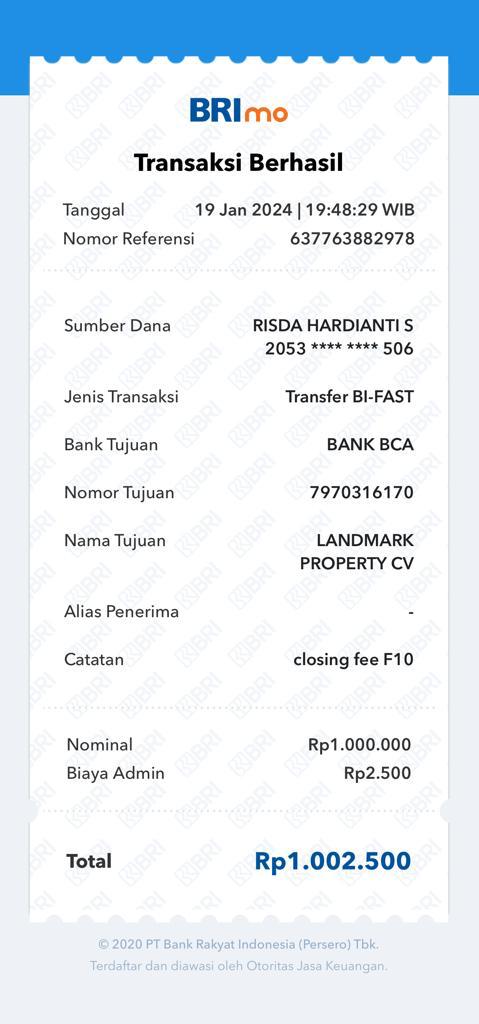 BRImo
Transaksi Berhasil
Tanggal 19 Jan 2024 | 19:48:29 WIB
Nomor Referensi 637763882978
Sumber Dana RISDA HARDIANTI S
2053 **** **** 506
Jenis Transaksi Transfer BI-FAST
Bank Tujuan BANK BCA
Nomor Tujuan 7970316170
Nama Tujuan LANDMARK
PROPERTY CV
Alias Penerima -
Catatan closing fee F10
Nominal Rp1.000.000
Biaya Admin Rp2.500
Total Rp1.002.500
© 2020 PT Bank Rakyat Indonesia (Persero) Tbk.
Terdaftar dan diawasi oleh Otoritas Jasa Keuangan.